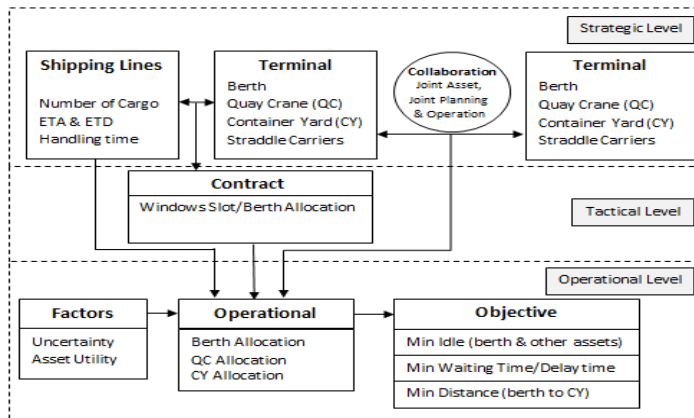 Strategic Level
Shipping Lines
Number of Cargo
ETA & ETD
Handling time
Terminal
Berth
Quay Crane (QC)
Container Yard (CY)
Straddle Carriers
Collaboration
Joint Asset,
Joint Planning
& Operation
Terminal
Berth
Quay Crane (QC)
Container Yard (CY)
Straddle Carriers
Contract
Windows Slot/Berth Allocation
Tactical Level
Operational Level
Factors
Uncertainty
Asset Utility
Operational
Berth Allocation
QC Allocation
CY Allocation
Objective
Min Idle (berth & other assets)
Min Waiting Time/Delay time
Min Distance (berth to CY)